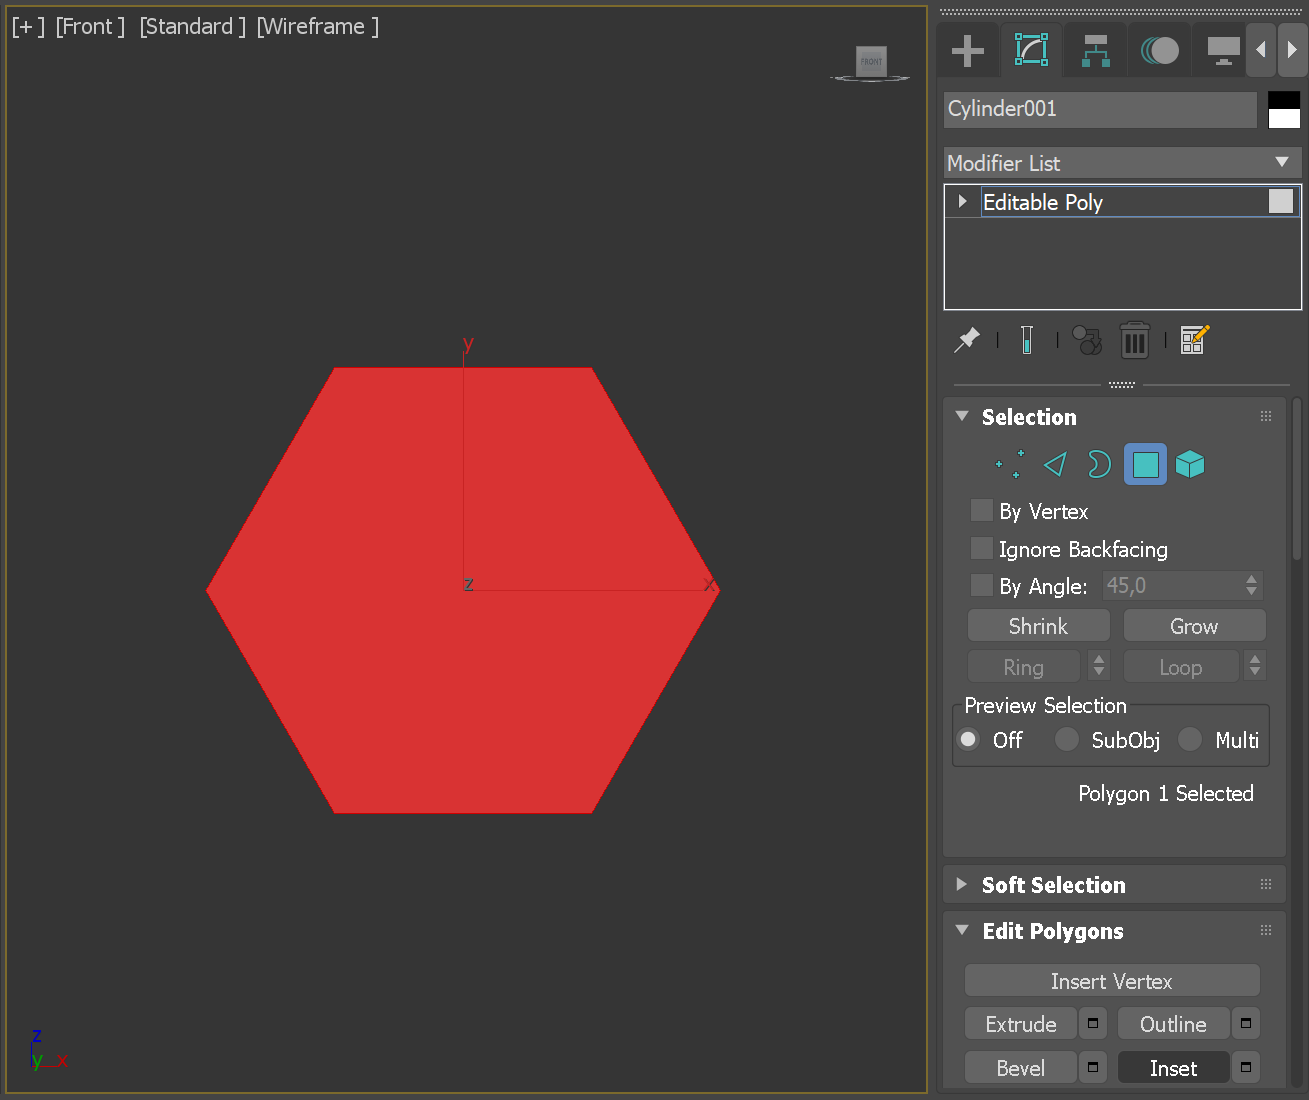 [+ ] [Front ] [Standard ] [Wireframe ]
FRONT
y
z
x
z
y
x
Cylinder001
Modifier List
Editable Poly
Selection
By Vertex
Ignore Backfacing
By Angle: 45,0
Shrink Grow
Ring Loop
Preview Selection
Off SubObj Multi
Polygon 1 Selected
Soft Selection
Edit Polygons
Insert Vertex
Extrude Outline
Bevel Inset